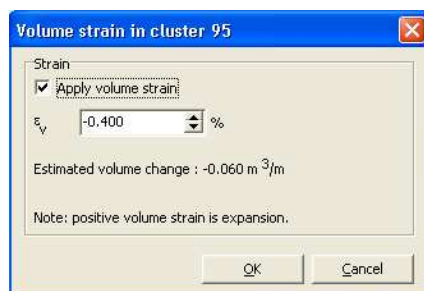 Volume strain in cluster 95
Strain
Apply volume strain
εv -0.400 %
Estimated volume change : -0.060 m ³/m
Note: positive volume strain is expansion.
OK Cancel